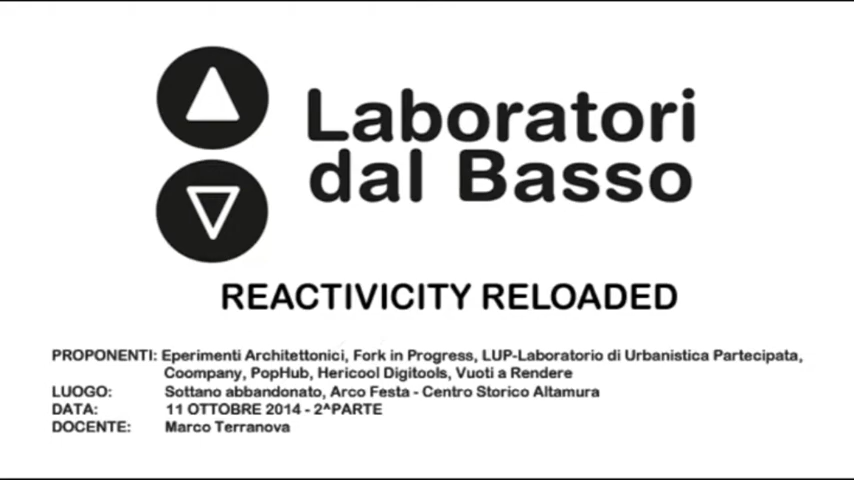 Laboratori
dal Basso
REACTIVICITY RELOADED
PROPONENTI: Eperimenti Architettonici, Fork in Progress, LUP-Laboratorio di Urbanistica Partecipata,
Coompany, PopHub, Hericool Digitools, Vuoti a Rendere
LUOGO: Sottano abbandonato, Arco Festa - Centro Storico Altamura
DATA: 11 OTTOBRE 2014 - 2^PARTE
DOCENTE: Marco Terranova